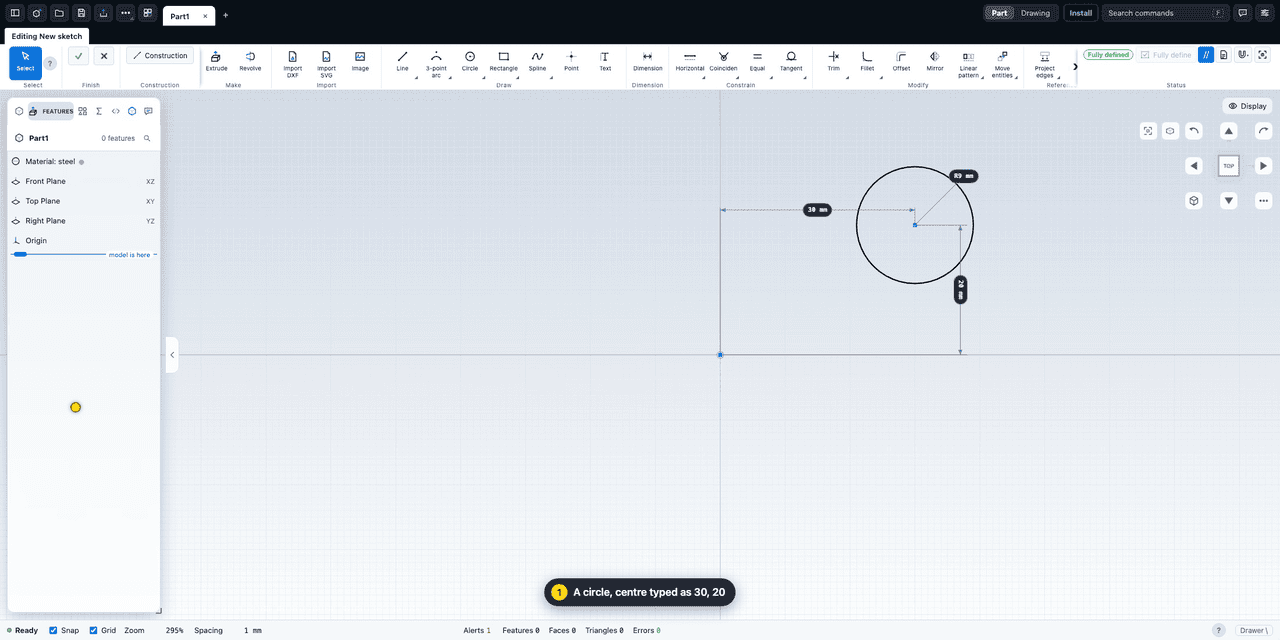 Part1 × +
Part Drawing Install Search commands F
Editing New sketch
Select ? Construction Extrude Revolve Import DXF Import SVG Image Line 3-point arc Circle Rectangle Spline Point Text Dimension Horizontal Coinciden Equal Tangent Trim Fillet Offset Mirror Linear pattern Move entities Project edges Fully defined Fully define
Select Finish Construction Make Import Draw Dimension Constrain Modify Refere... Status
FEATURES
Display
Part1 0 features
Material: steel
Front Plane XZ
Top Plane XY
Right Plane YZ
Origin
model is here
TOP
R9 mm
30 mm
20 mm
1 A circle, centre typed as 30, 20
Ready Snap Grid Zoom 295% Spacing 1 mm Alerts 1 Features 0 Faces 0 Triangles 0 Errors 0 ? Drawer \